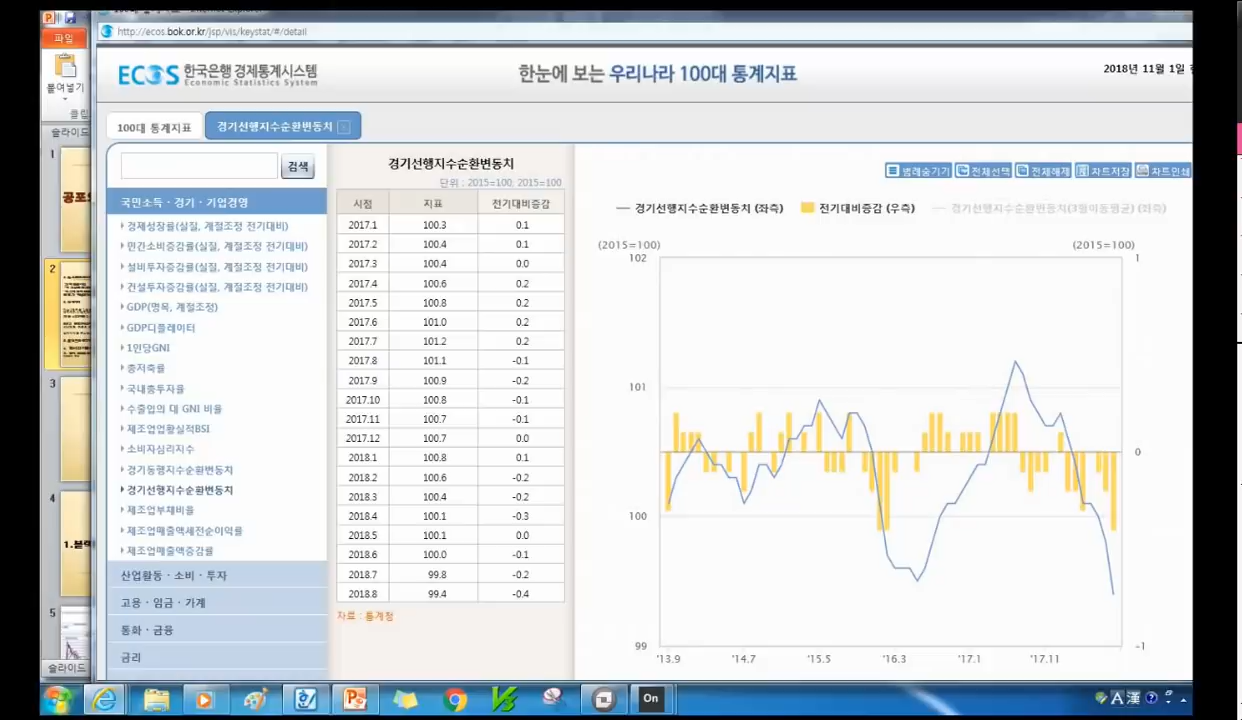 파일
붙여넣기
클립
슬라이드
1
공포의
2
3
4
1.블랙
5
슬라이드
http://ecos.bok.or.kr/jsp/vis/keystat/#/detail
ECOS 한국은행 경제통계시스템
Economic Statistics System
한눈에 보는 우리나라 100대 통계지표
2018년 11월 1일
100대 통계지표
경기선행지수순환변동치
검색
국민소득 · 경기 · 기업경영
경제성장률(실질, 계절조정 전기대비)
민간소비증감률(실질, 계절조정 전기대비)
설비투자증감률(실질, 계절조정 전기대비)
건설투자증감률(실질, 계절조정 전기대비)
GDP(명목, 계절조정)
GDP디플레이터
1인당GNI
총저축률
국내총투자율
수출입의 대 GNI 비율
제조업업황실적BSI
소비자심리지수
경기동행지수순환변동치
경기선행지수순환변동치
제조업부채비율
제조업매출액세전순이익률
제조업매출액증감률
산업활동 · 소비 · 투자
고용 · 임금 · 가계
통화 · 금융
금리
경기선행지수순환변동치
단위 : 2015=100, 2015=100
시점 지표 전기대비증감
2017.1 100.3 0.1
2017.2 100.4 0.1
2017.3 100.4 0.0
2017.4 100.6 0.2
2017.5 100.8 0.2
2017.6 101.0 0.2
2017.7 101.2 0.2
2017.8 101.1 -0.1
2017.9 100.9 -0.2
2017.10 100.8 -0.1
2017.11 100.7 -0.1
2017.12 100.7 0.0
2018.1 100.8 0.1
2018.2 100.6 -0.2
2018.3 100.4 -0.2
2018.4 100.1 -0.3
2018.5 100.1 0.0
2018.6 100.0 -0.1
2018.7 99.8 -0.2
2018.8 99.4 -0.4
자료 : 통계청
범례숨기기 전체선택 전체해제 차트저장 차트인쇄
경기선행지수순환변동치 (좌측) 전기대비증감 (우측) 경기선행지수순환변동치(3월이동평균) (좌측)
(2015=100) (2015=100)
102 1
101
0
100
99 -1
'13.9 '14.7 '15.5 '16.3 '17.1 '17.11
On
A 漢